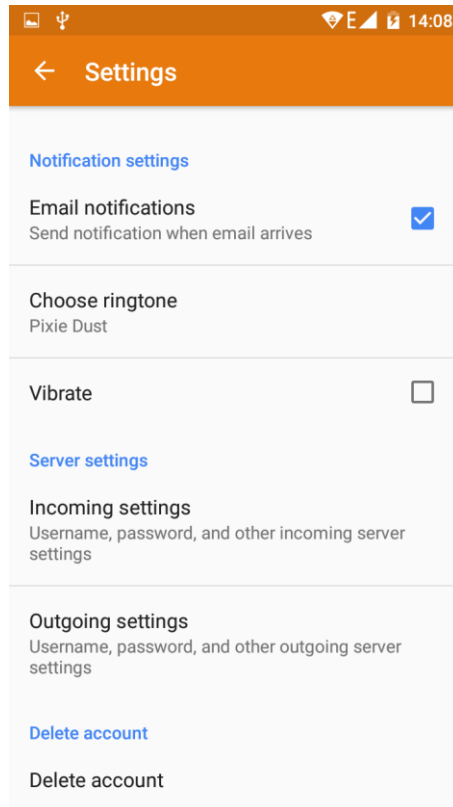 E 14:08
Settings
Notification settings
Email notifications
Send notification when email arrives
Choose ringtone
Pixie Dust
Vibrate
Server settings
Incoming settings
Username, password, and other incoming server
settings
Outgoing settings
Username, password, and other outgoing server
settings
Delete account
Delete account